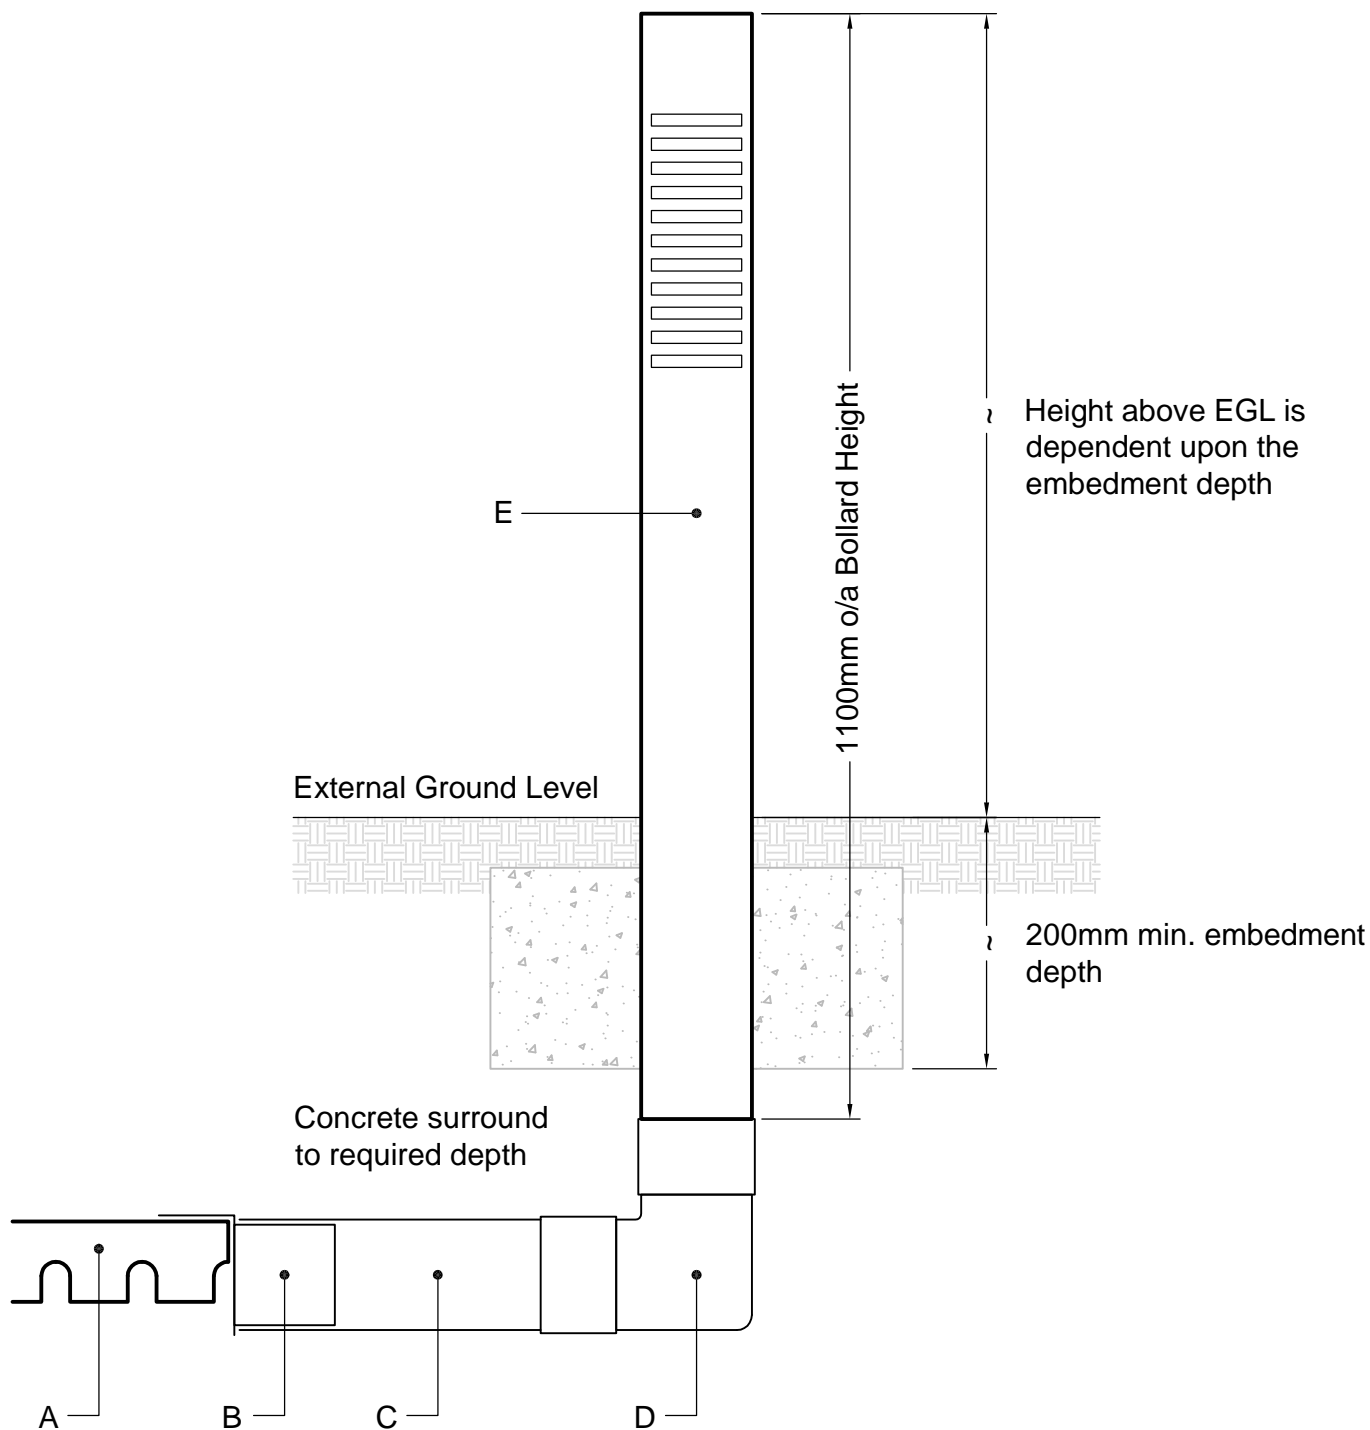 Height above EGL is
dependent upon the
embedment depth
1100mm o/a Bollard Height
E
External Ground Level
~
~
200mm min. embedment
depth
Concrete surround
to required depth
A
B
C
D